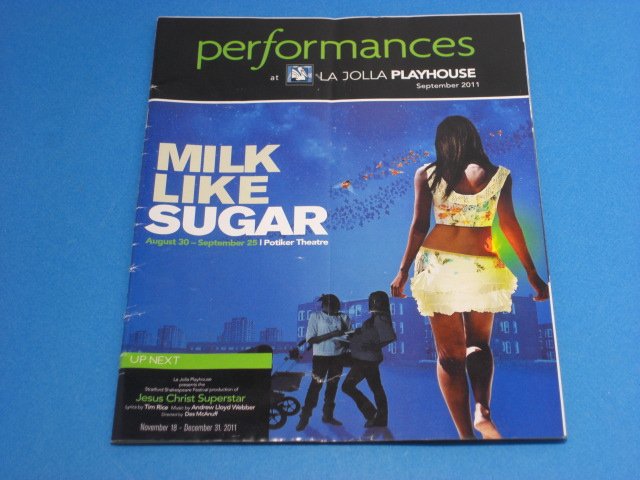 performances
at LA JOLLA PLAYHOUSE
September 2011
MILK
LIKE
SUGAR
August 30 – September 25 | Potiker Theatre
UP NEXT
La Jolla Playhouse
presents the
Stratford Shakespeare Festival production of
Jesus Christ Superstar
Lyrics by Tim Rice Music by Andrew Lloyd Webber
Directed by Des McAnuff
November 18 - December 31, 2011